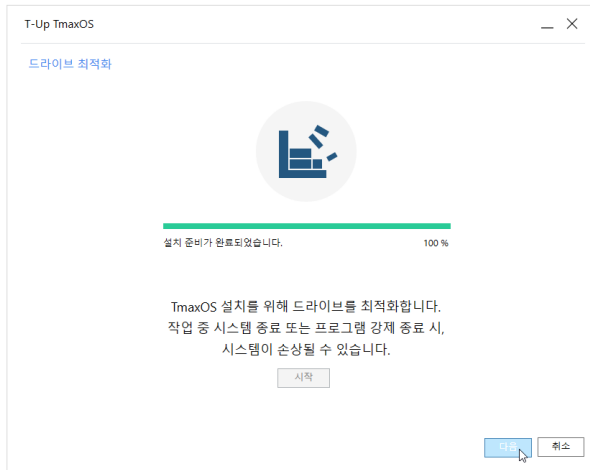 T-Up TmaxOS
드라이브 최적화
설치 준비가 완료되었습니다. 100 %
TmaxOS 설치를 위해 드라이브를 최적화합니다.
작업 중 시스템 종료 또는 프로그램 강제 종료 시,
시스템이 손상될 수 있습니다.
시작
다음 취소